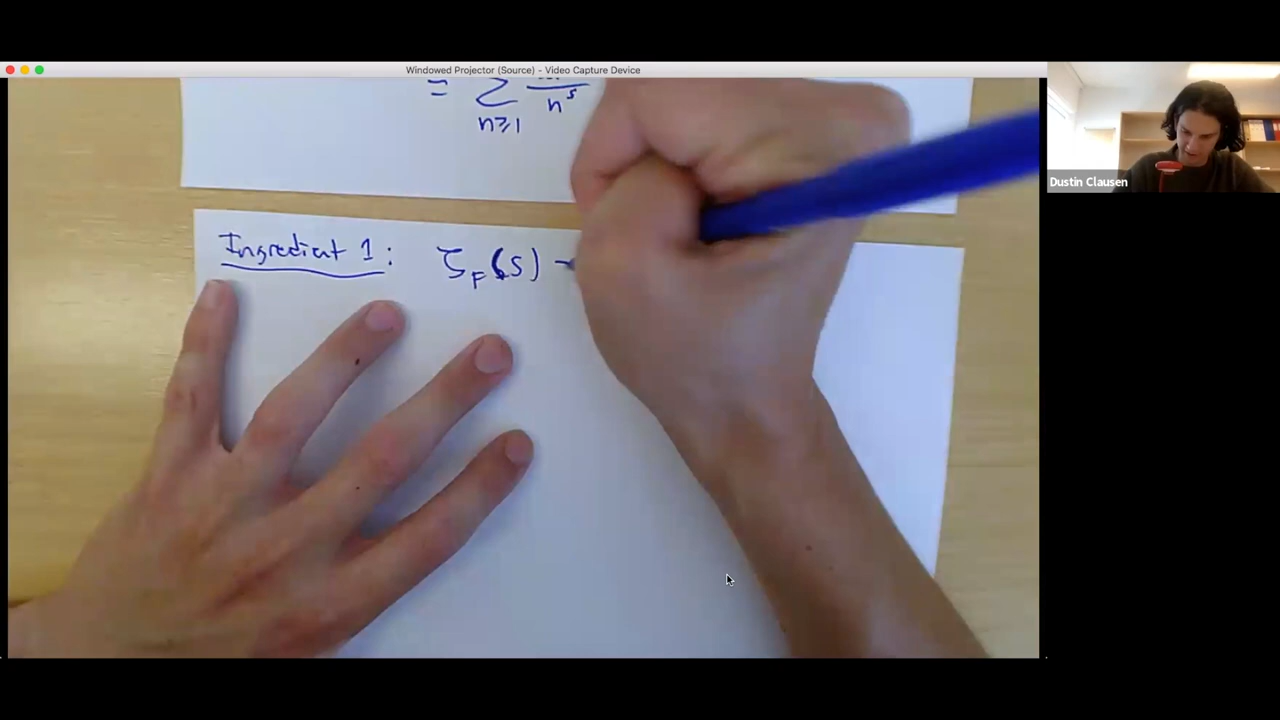 Windowed Projector (Source) - Video Capture Device
= ∑ n^s
n≥1
Ingredient 1: ζ_F(s) -
Dustin Clausen